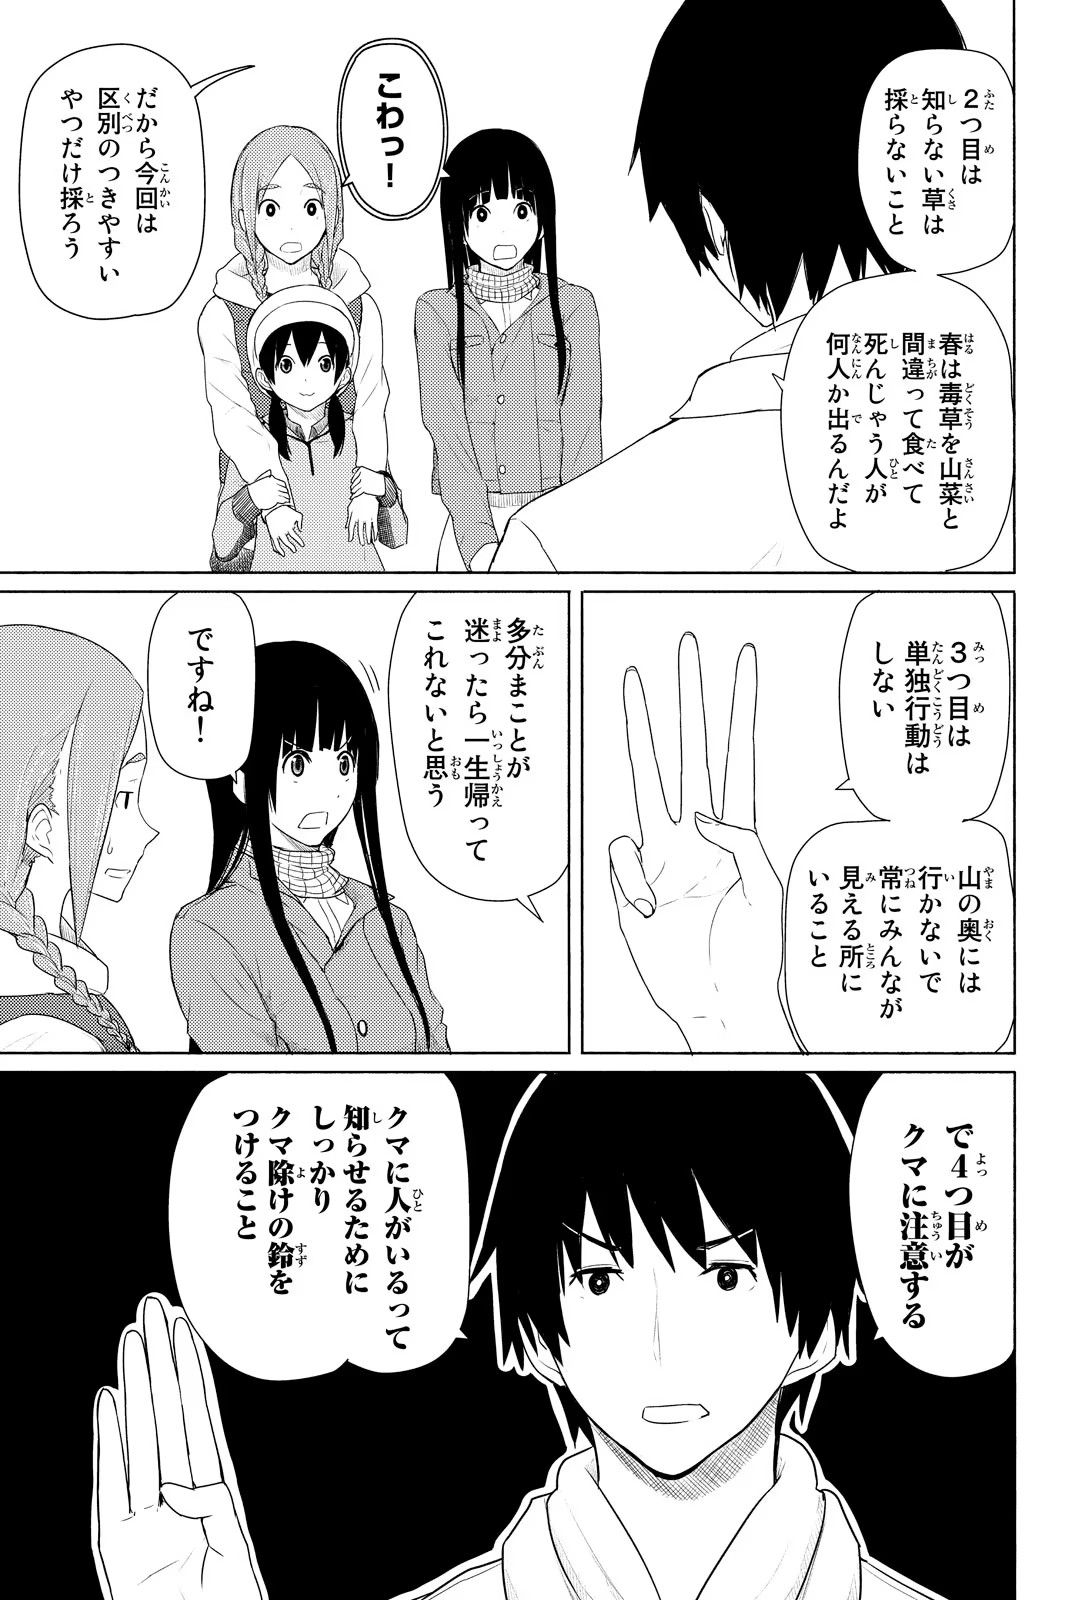 2つ目は
知らない草は
採らないこと
春は毒草を山菜と
間違って食べて
死んじゃう人が
何人か出るんだよ
こわっ!
だから今回は
区別のつきやすい
やつだけ採ろう
3つ目は
単独行動は
しない
山の奥には
行かないで
常にみんなが
見える所に
いること
多分まことが
迷ったら一生帰って
これないと思う
ですね!
で4つ目が
クマに注意する
クマに人がいるって
知らせるために
しっかり
クマ除けの鈴を
つけること